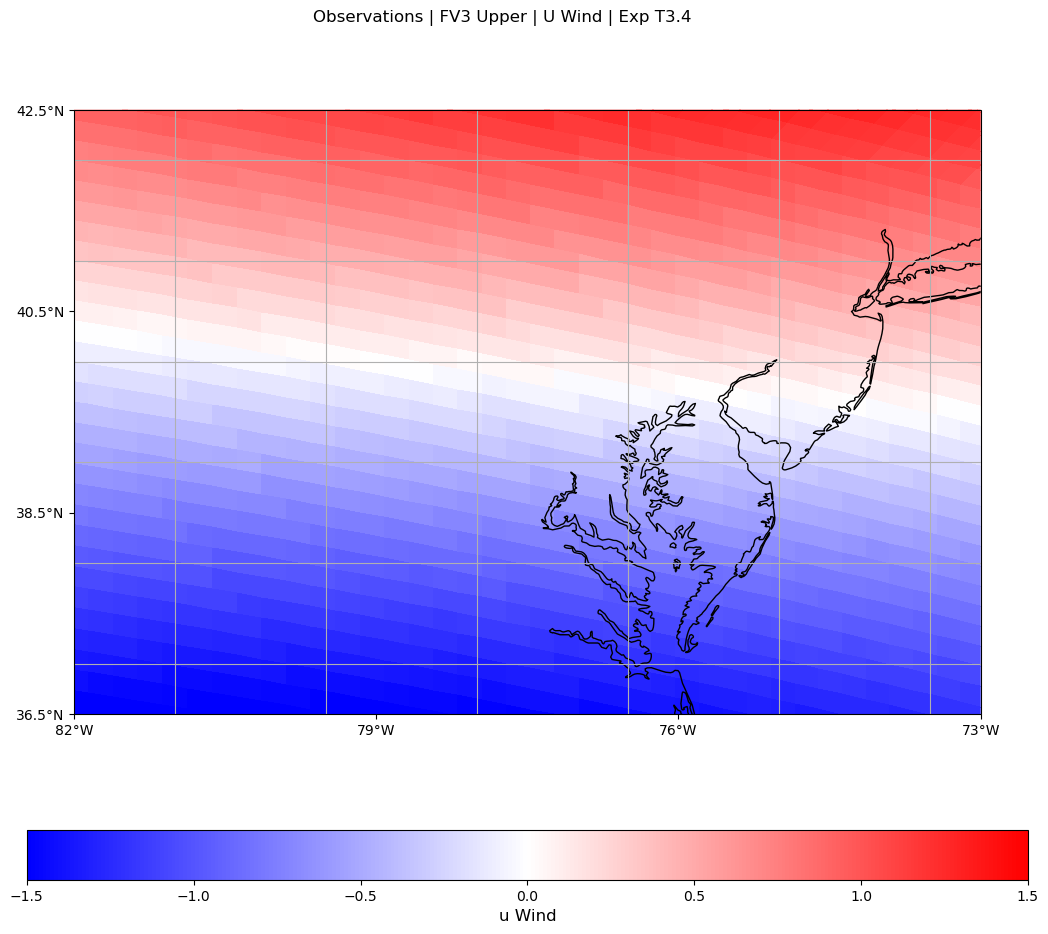 Observations | FV3 Upper | U Wind | Exp T3.4
42.5°N
40.5°N
38.5°N
36.5°N
82°W 79°W 76°W 73°W
−1.5 −1.0 −0.5 0.0 0.5 1.0 1.5
u Wind